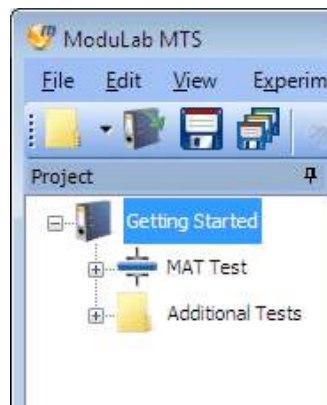 ModuLab MTS
File Edit View Experim
Project
Getting Started
MAT Test
Additional Tests